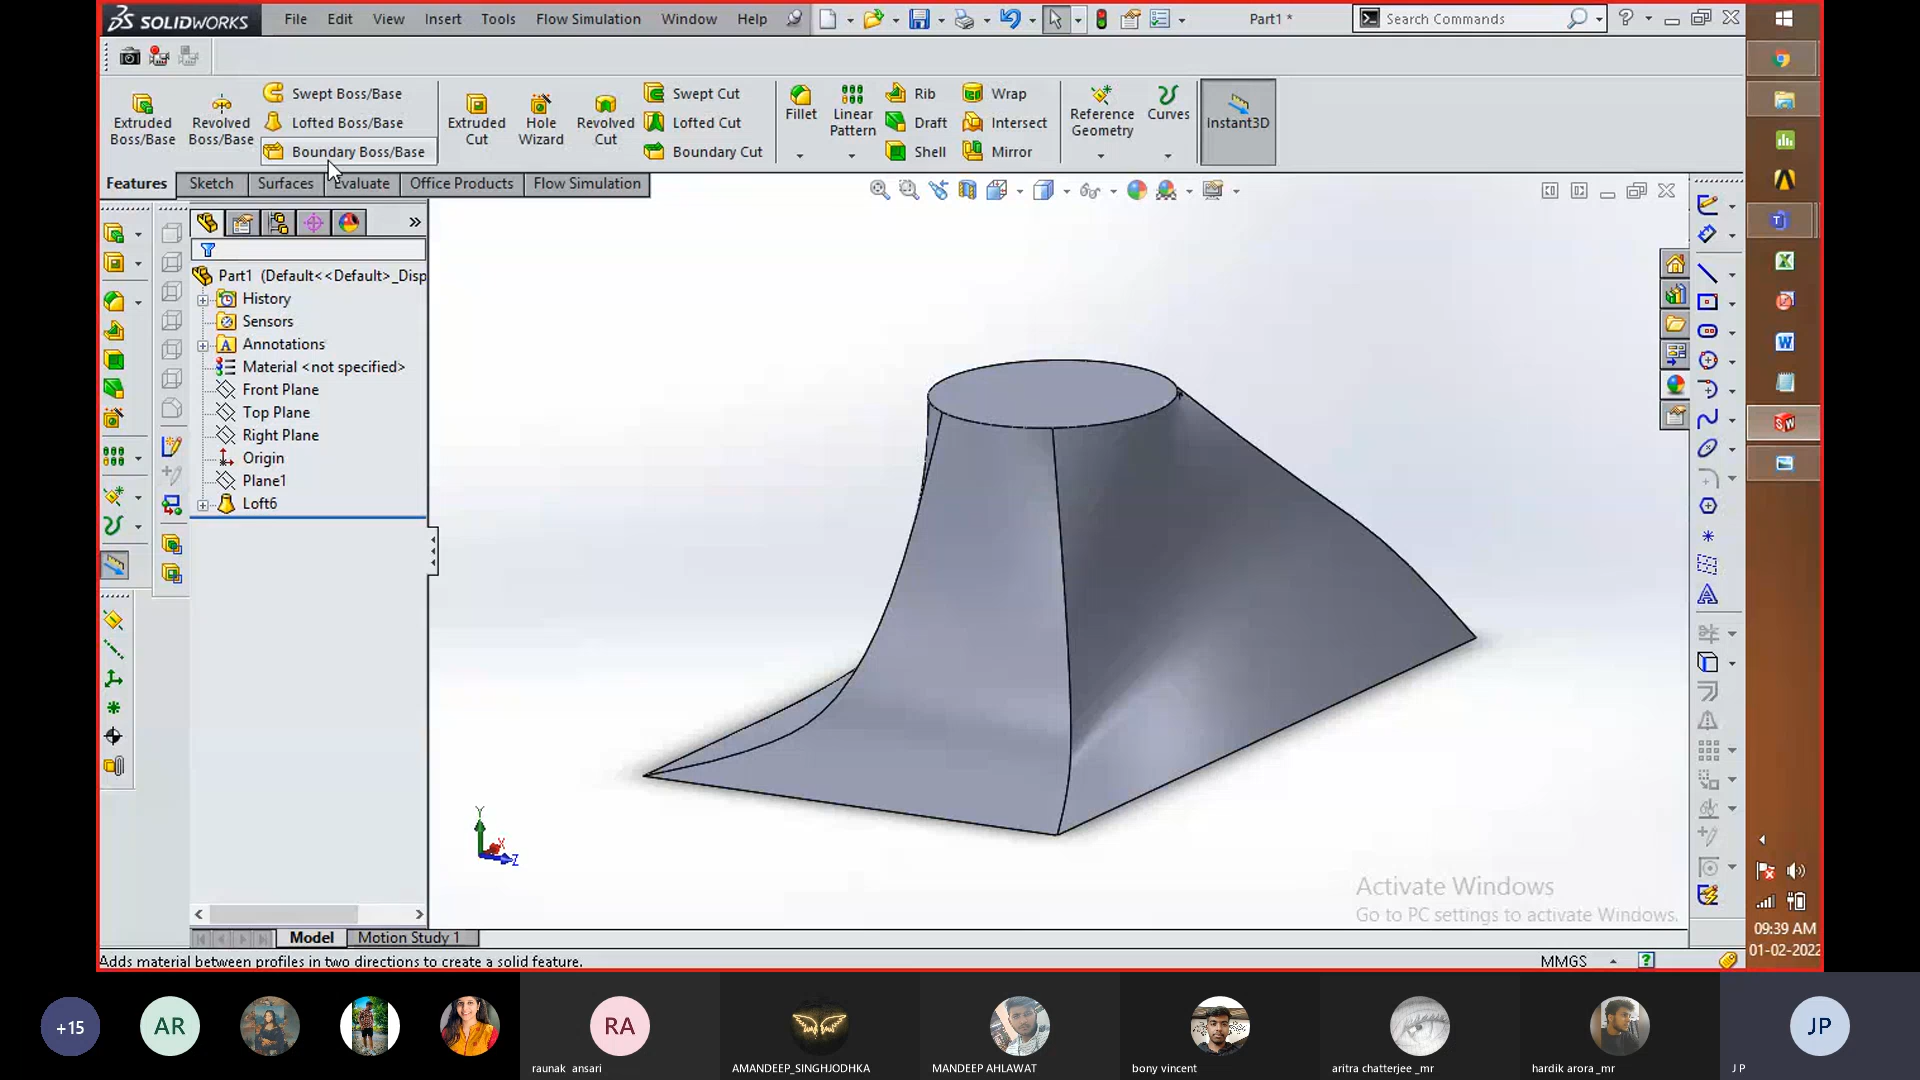 SOLIDWORKS
File Edit View Insert Tools Flow Simulation Window Help
Part1 *
Search Commands
Extruded Boss/Base
Revolved Boss/Base
Swept Boss/Base
Lofted Boss/Base
Boundary Boss/Base
Extruded Cut
Hole Wizard
Revolved Cut
Swept Cut
Lofted Cut
Boundary Cut
Fillet
Linear Pattern
Rib
Draft
Shell
Wrap
Intersect
Mirror
Reference Geometry
Curves
Instant3D
Features Sketch Surfaces Evaluate Office Products Flow Simulation
Part1 (Default<<Default>_Disp
History
Sensors
Annotations
Material <not specified>
Front Plane
Top Plane
Right Plane
Origin
Plane1
Loft6
Y
X
Z
Activate Windows
Go to PC settings to activate Windows.
Model Motion Study 1
Adds material between profiles in two directions to create a solid feature.
MMGS
09:39 AM
01-02-2022
+15
AR
RA
JP
raunak ansari
AMANDEEP_SINGHJODHKA
MANDEEP AHLAWAT
bony vincent
aritra chatterjee _mr
hardik arora _mr
J P